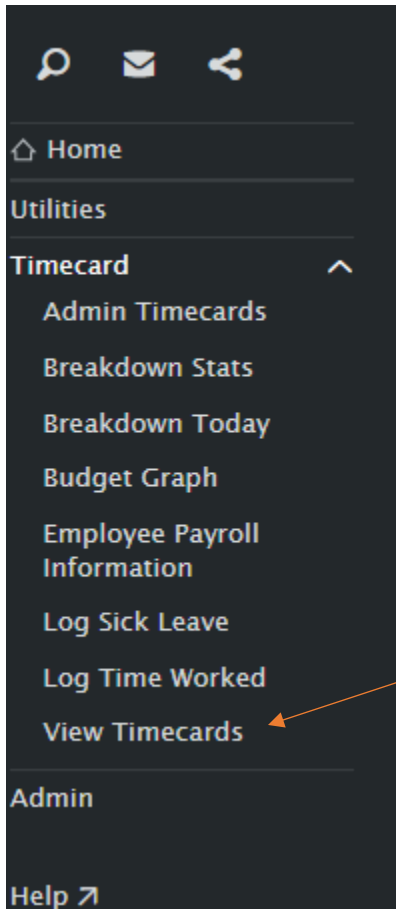 Home
Utilities
Timecard
Admin Timecards
Breakdown Stats
Breakdown Today
Budget Graph
Employee Payroll
Information
Log Sick Leave
Log Time Worked
View Timecards
Admin
Help